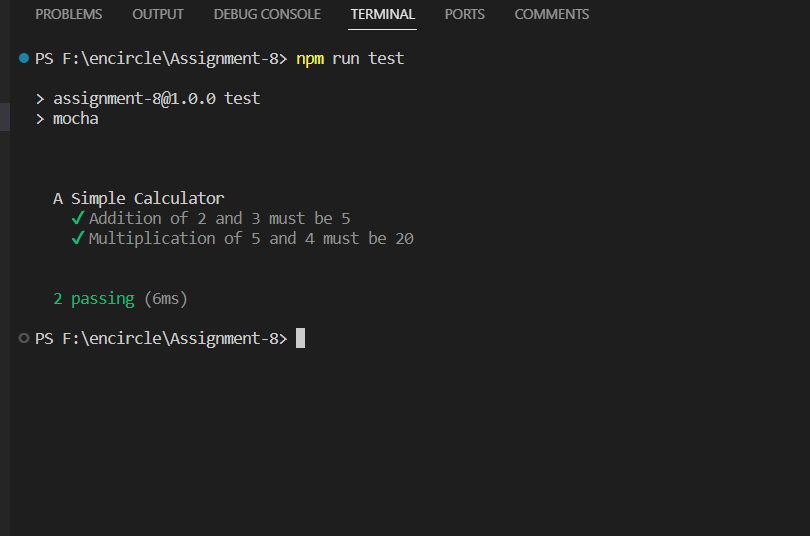 PROBLEMS OUTPUT DEBUG CONSOLE TERMINAL PORTS COMMENTS
PS F:\encircle\Assignment-8> npm run test
> assignment-8@1.0.0 test
> mocha
A Simple Calculator
✓ Addition of 2 and 3 must be 5
✓ Multiplication of 5 and 4 must be 20
2 passing (6ms)
PS F:\encircle\Assignment-8>